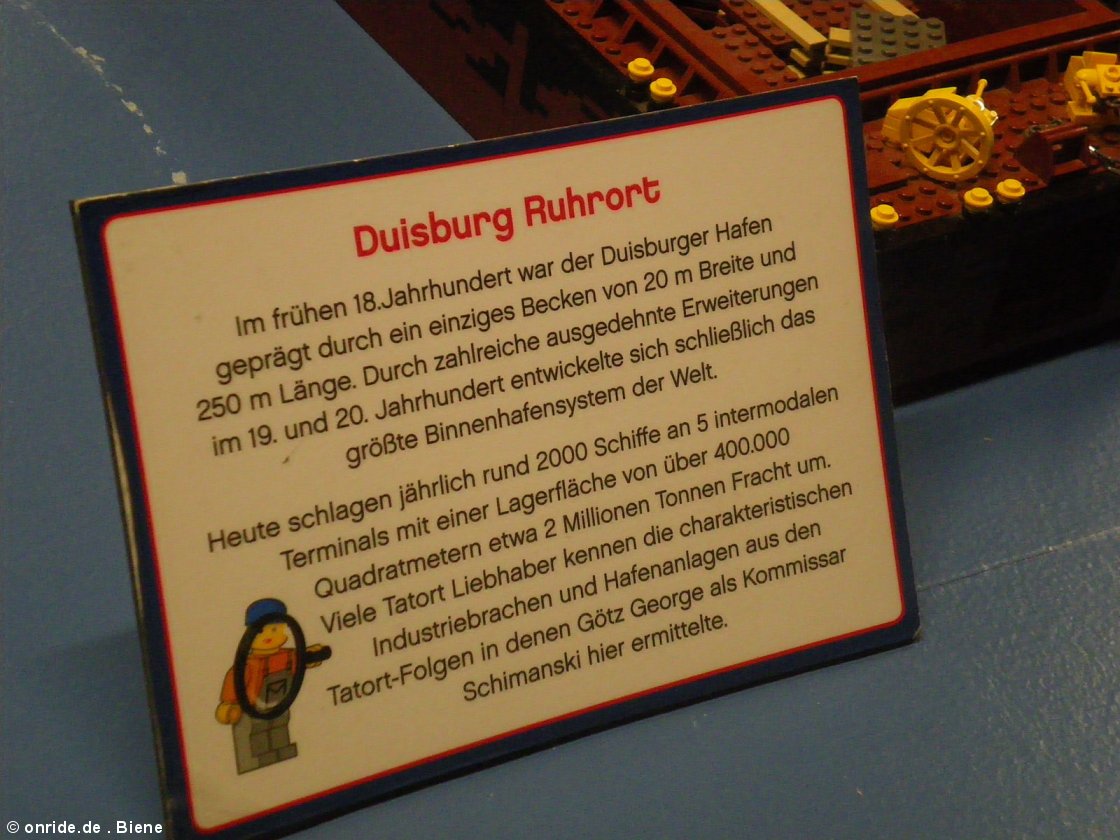 Duisburg Ruhrort
Im frühen 18.Jahrhundert war der Duisburger Hafen
geprägt durch ein einziges Becken von 20 m Breite und
250 m Länge. Durch zahlreiche ausgedehnte Erweiterungen
im 19. und 20. Jahrhundert entwickelte sich schließlich das
größte Binnenhafensystem der Welt.
Heute schlagen jährlich rund 2000 Schiffe an 5 intermodalen
Terminals mit einer Lagerfläche von über 400.000
Quadratmetern etwa 2 Millionen Tonnen Fracht um.
Viele Tatort Liebhaber kennen die charakteristischen
Industriebrachen und Hafenanlagen aus den
Tatort-Folgen in denen Götz George als Kommissar
Schimanski hier ermittelte.
© onride.de . Biene